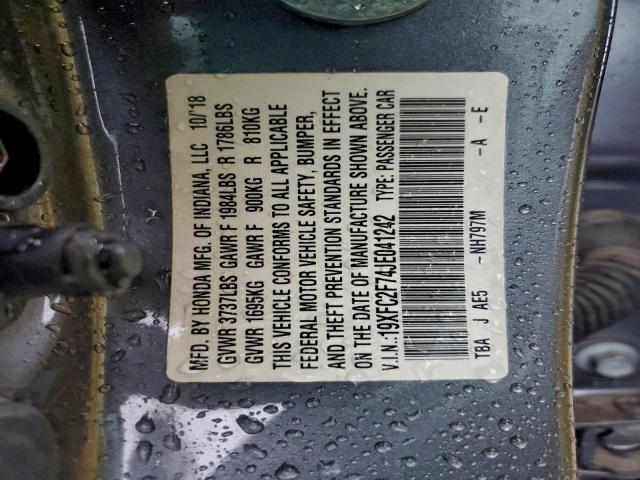 MFD. BY HONDA MFG. OF INDIANA, LLC 10/'18
GVWR 3737LBS GAWR F 1984LBS R 1786LBS
GVWR 1695KG GAWR F 900KG R 810KG
THIS VEHICLE CONFORMS TO ALL APPLICABLE
FEDERAL MOTOR VEHICLE SAFETY, BUMPER,
AND THEFT PREVENTION STANDARDS IN EFFECT
ON THE DATE OF MANUFACTURE SHOWN ABOVE.
V.I.N.:19XFC2F74JE041242 TYPE: PASSENGER CAR
TBA J AE5 -NH797M -A -E